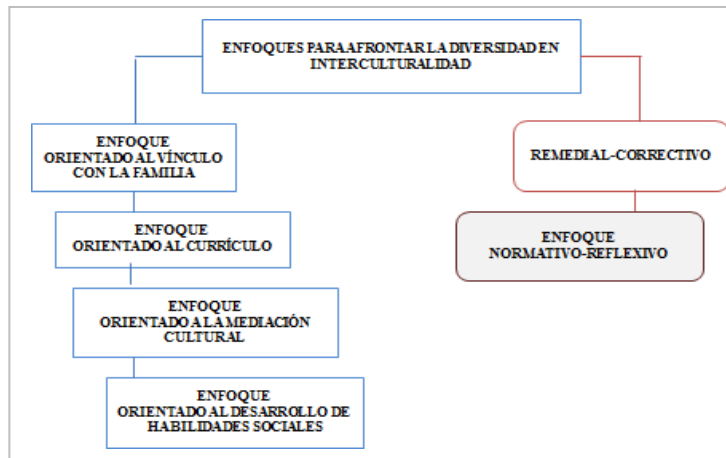 ENFOQUES PARA AFRONTAR LA DIVERSIDAD EN
INTERCULTURALIDAD
ENFOQUE
ORIENTADO AL VÍNCULO
CON LA FAMILIA
REMEDIAL-CORRECTIVO
ENFOQUE
ORIENTADO AL CURRÍCULO
ENFOQUE
NORMATIVO-REFLEXIVO
ENFOQUE
ORIENTADO A LA MEDIACIÓN
CULTURAL
ENFOQUE
ORIENTADO AL DESARROLLO DE
HABILIDADES SOCIALES